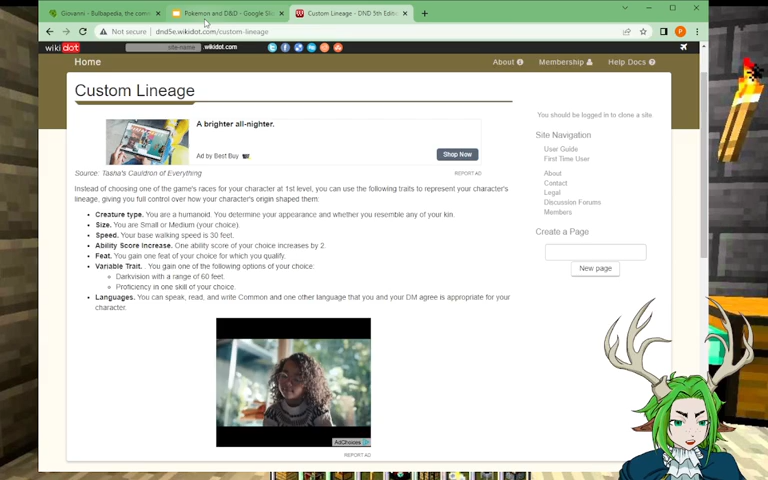 Giovanni - Bulbapedia, the com
Pokemon and D&D - Google Sli
Custom Lineage - DND 5th Edit
Not secure
dnd5e.wikidot.com/custom-lineage
wikidot
site-name
.wikidot.com
Home
About
Membership
Help Docs
Custom Lineage
A brighter all-nighter.
Ad by Best Buy
Shop Now
Source: Tasha's Cauldron of Everything
REPORT AD
Instead of choosing one of the game's races for your character at 1st level, you can use the following traits to represent your character's
lineage, giving you full control over how your character's origin shaped them:
Creature type. You are a humanoid. You determine your appearance and whether you resemble any of your kin.
Size. You are Small or Medium (your choice).
Speed. Your base walking speed is 30 feet.
Ability Score Increase. One ability score of your choice increases by 2.
Feat. You gain one feat of your choice for which you qualify.
Variable Trait. . You gain one of the following options of your choice:
Darkvision with a range of 60 feet.
Proficiency in one skill of your choice.
Languages. You can speak, read, and write Common and one other language that you and your DM agree is appropriate for your
character.
AdChoices
REPORT AD
You should be logged in to clone a site
Site Navigation
User Guide
First Time User
About
Contact
Legal
Discussion Forums
Members
Create a Page
New page